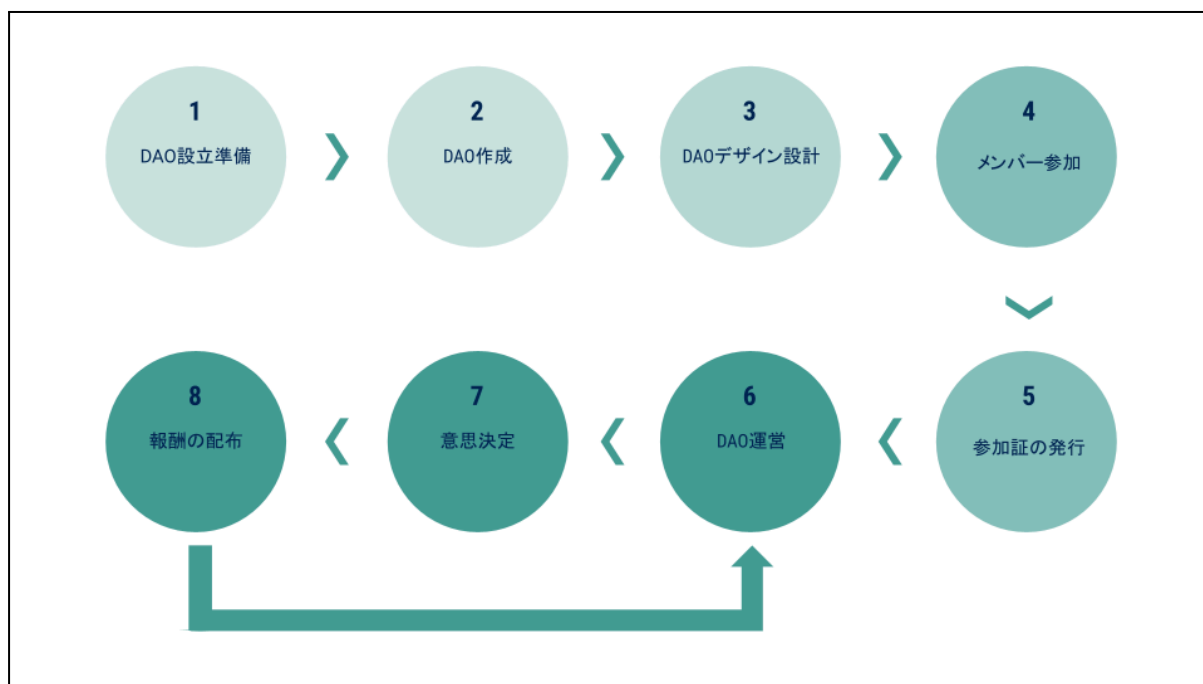 1
DAO設立準備
2
DAO作成
3
DAOデザイン設計
4
メンバー参加
5
参加証の発行
6
DAO運営
7
意思決定
8
報酬の配布